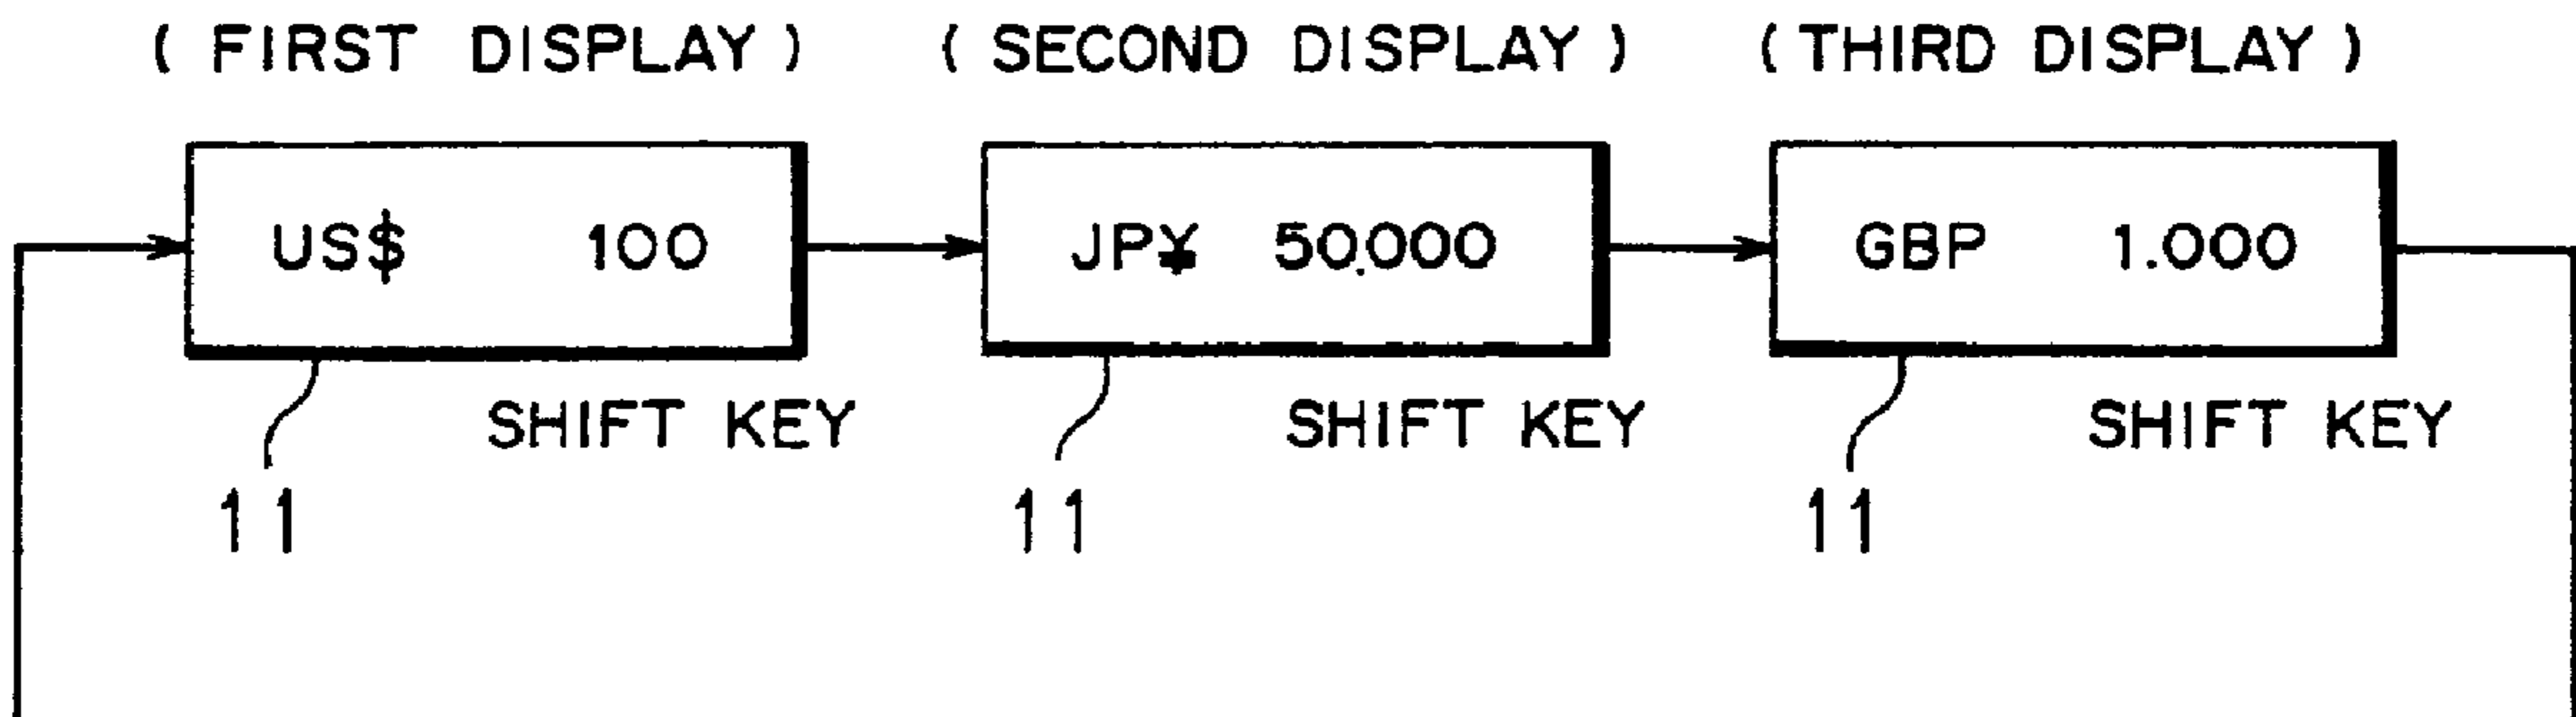 ( FIRST DISPLAY ) ( SECOND DISPLAY ) ( THIRD DISPLAY )
US$ 100 JP¥ 50,000 GBP 1.000
SHIFT KEY SHIFT KEY SHIFT KEY
11 11 11